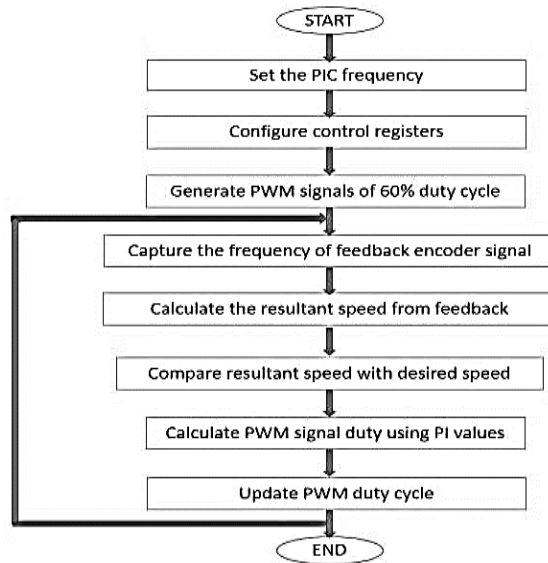 START
Set the PIC frequency
Configure control registers
Generate PWM signals of 60% duty cycle
Capture the frequency of feedback encoder signal
Calculate the resultant speed from feedback
Compare resultant speed with desired speed
Calculate PWM signal duty using PI values
Update PWM duty cycle
END